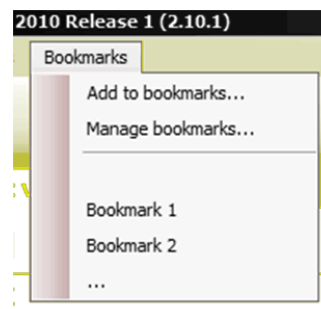 2010 Release 1 (2.10.1)
Bookmarks
Add to bookmarks...
Manage bookmarks...
Bookmark 1
Bookmark 2
...